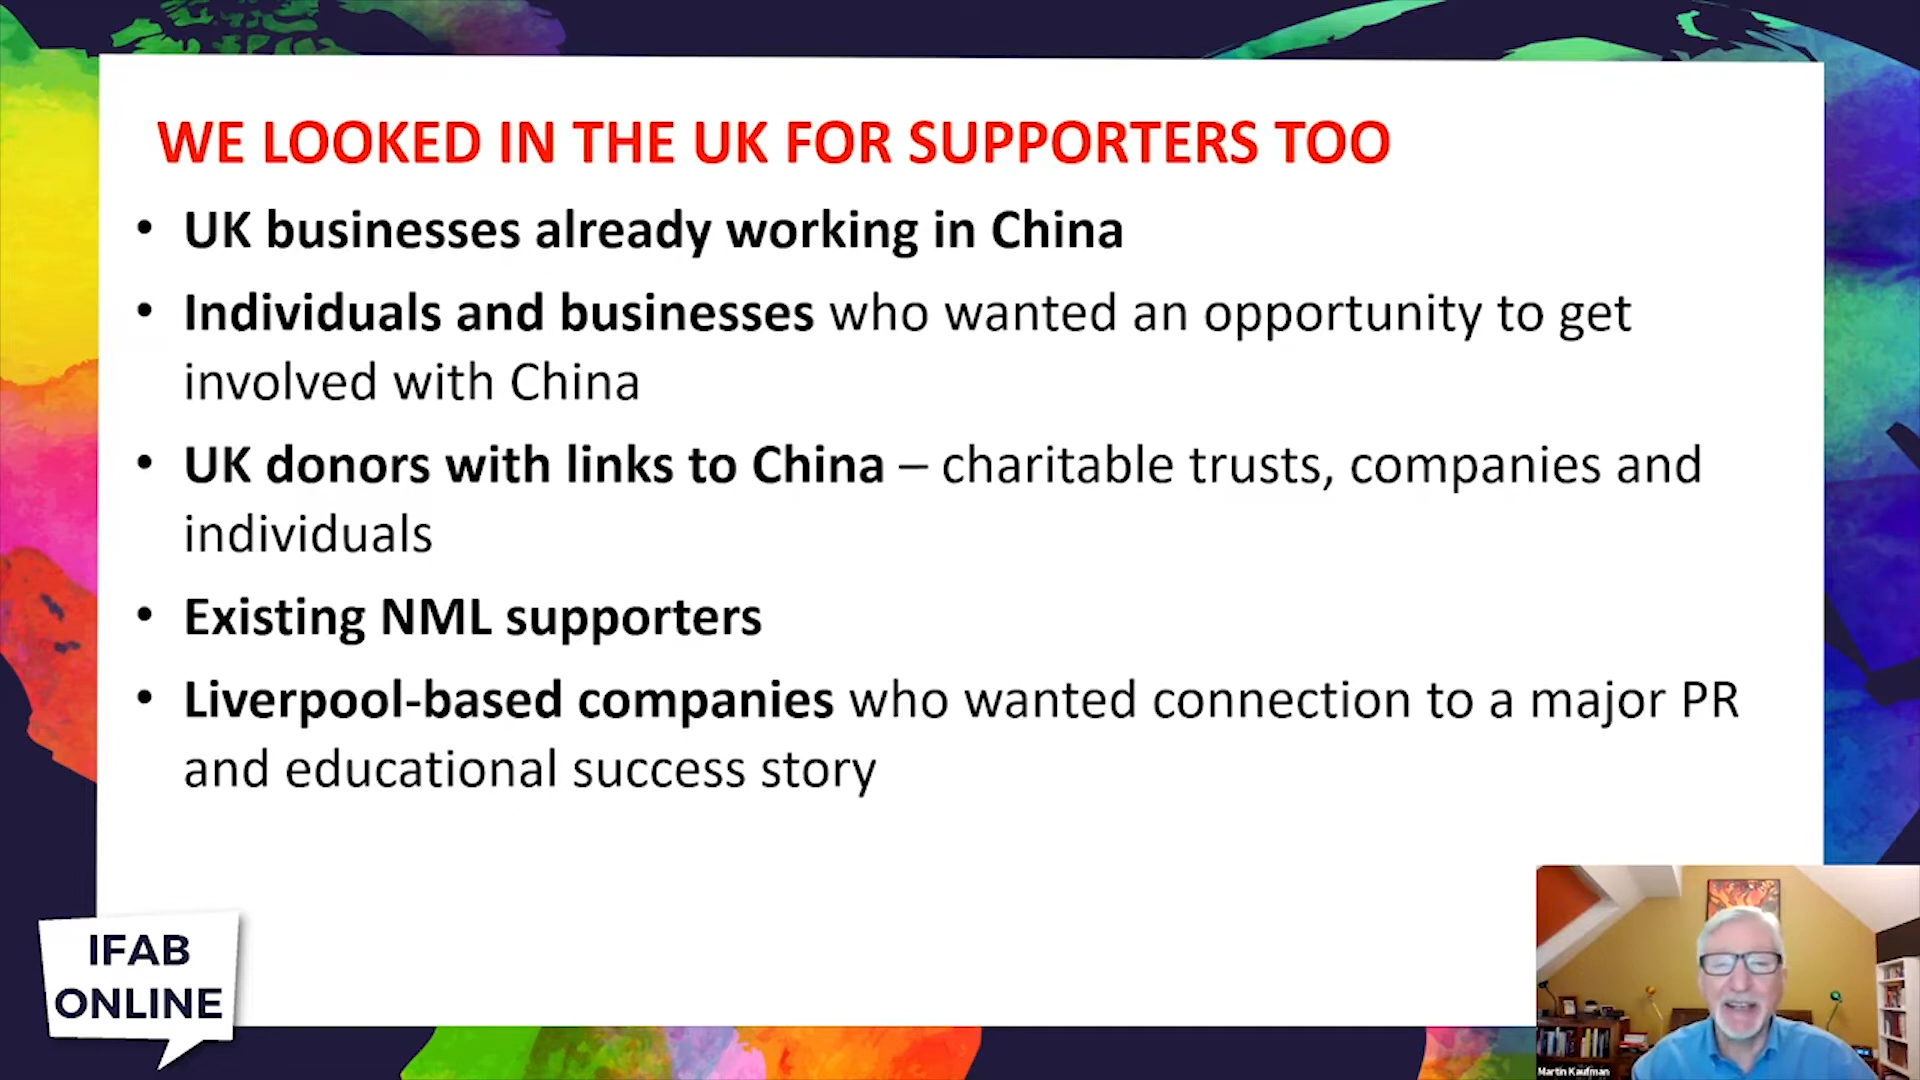 WE LOOKED IN THE UK FOR SUPPORTERS TOO
• UK businesses already working in China
• Individuals and businesses who wanted an opportunity to get
involved with China
• UK donors with links to China – charitable trusts, companies and
individuals
• Existing NML supporters
• Liverpool-based companies who wanted connection to a major PR
and educational success story
IFAB
ONLINE
Martin Kaufman